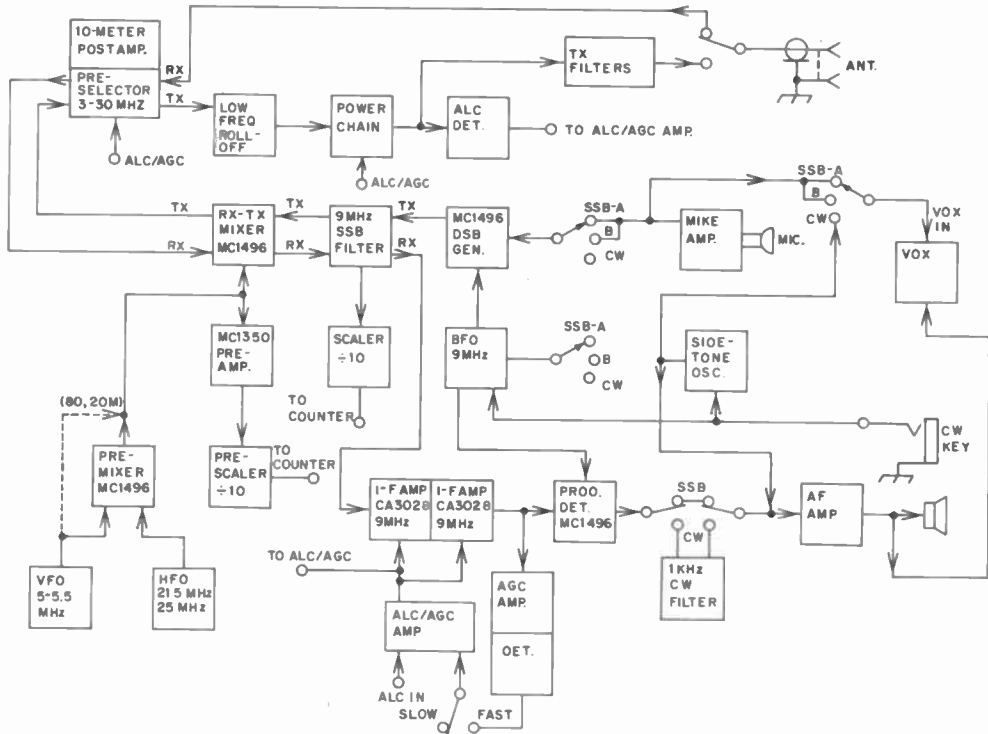 10-METER
POSTAMP.
PRE-
SELECTOR
3-30MHZ
RX
TX
ALC/AGC
LOW
FREQ
ROLL-
OFF
POWER
CHAIN
ALC/AGC
TX
FILTERS
ALC
DET.
TO ALC/AGC AMP.
ANT.
TX
RX
RX-TX
MIXER
MC1496
TX
RX
9MHz
SSB
FILTER
TX
RX
MC1496
DSB
GEN.
SSB-A
B
CW
MIKE
AMP.
MIC.
SSB-A
B
CW
VOX
IN
VOX
MC1350
PRE-
AMP.
SCALER
÷10
TO
COUNTER
BFO
9MHz
SSB-A
B
CW
SIDE-
TONE
OSC.
CW
KEY
(80, 20M)
PRE-
MIXER
MC1496
PRE-
SCALER
÷10
TO
COUNTER
VFO
5-5.5
MHz
HFO
21.5 MHz
25 MHz
I-F AMP
CA3028
9MHz
I-F AMP
CA3028
9MHz
TO ALC/AGC
ALC/AGC
AMP
ALC IN
SLOW
FAST
AGC
AMP.
DET.
PROD.
DET.
MC1496
SSB
CW
1KHz
CW
FILTER
AF
AMP